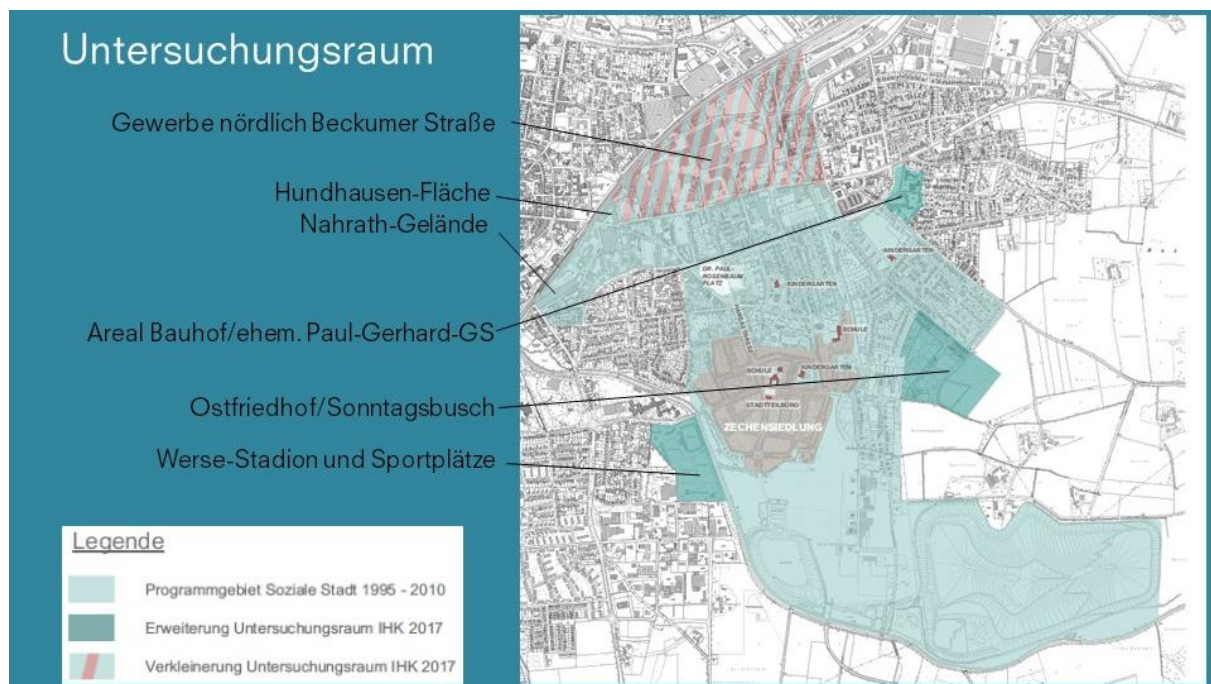 Untersuchungsraum
Gewerbe nördlich Beckumer Straße
Hundhausen-Fläche
Nahrath-Gelände
Areal Bauhof/ehem. Paul-Gerhard-GS
Ostfriedhof/Sonntagsbusch
Werse-Stadion und Sportplätze
DR. PAUL-
ROSENBAUM
PLATZ
KINDERGARTEN
KINDERGARTEN
SCHULE
SCHULE
KINDERGARTEN
STADTTEILBÜRO
ZECHENSIEDLUNG
Legende
Programmgebiet Soziale Stadt 1995 - 2010
Erweiterung Untersuchungsraum IHK 2017
Verkleinerung Untersuchungsraum IHK 2017